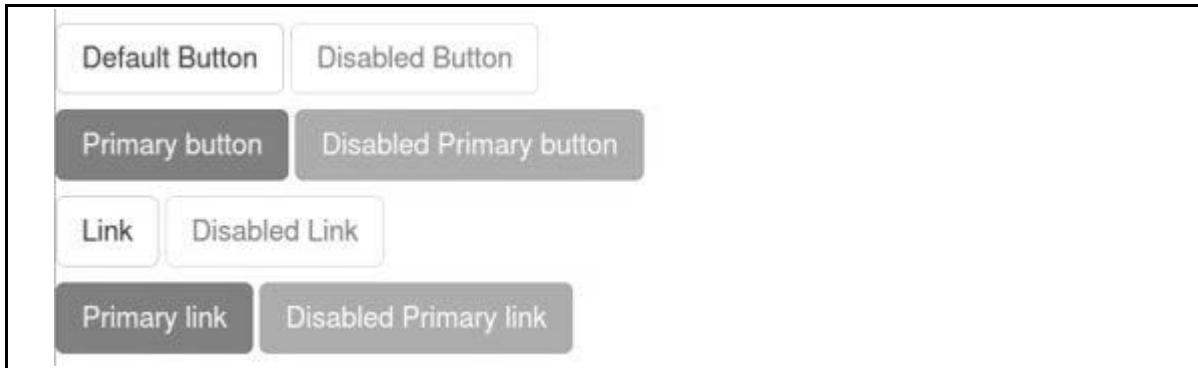 Default Button Disabled Button
Primary button Disabled Primary button
Link Disabled Link
Primary link Disabled Primary link